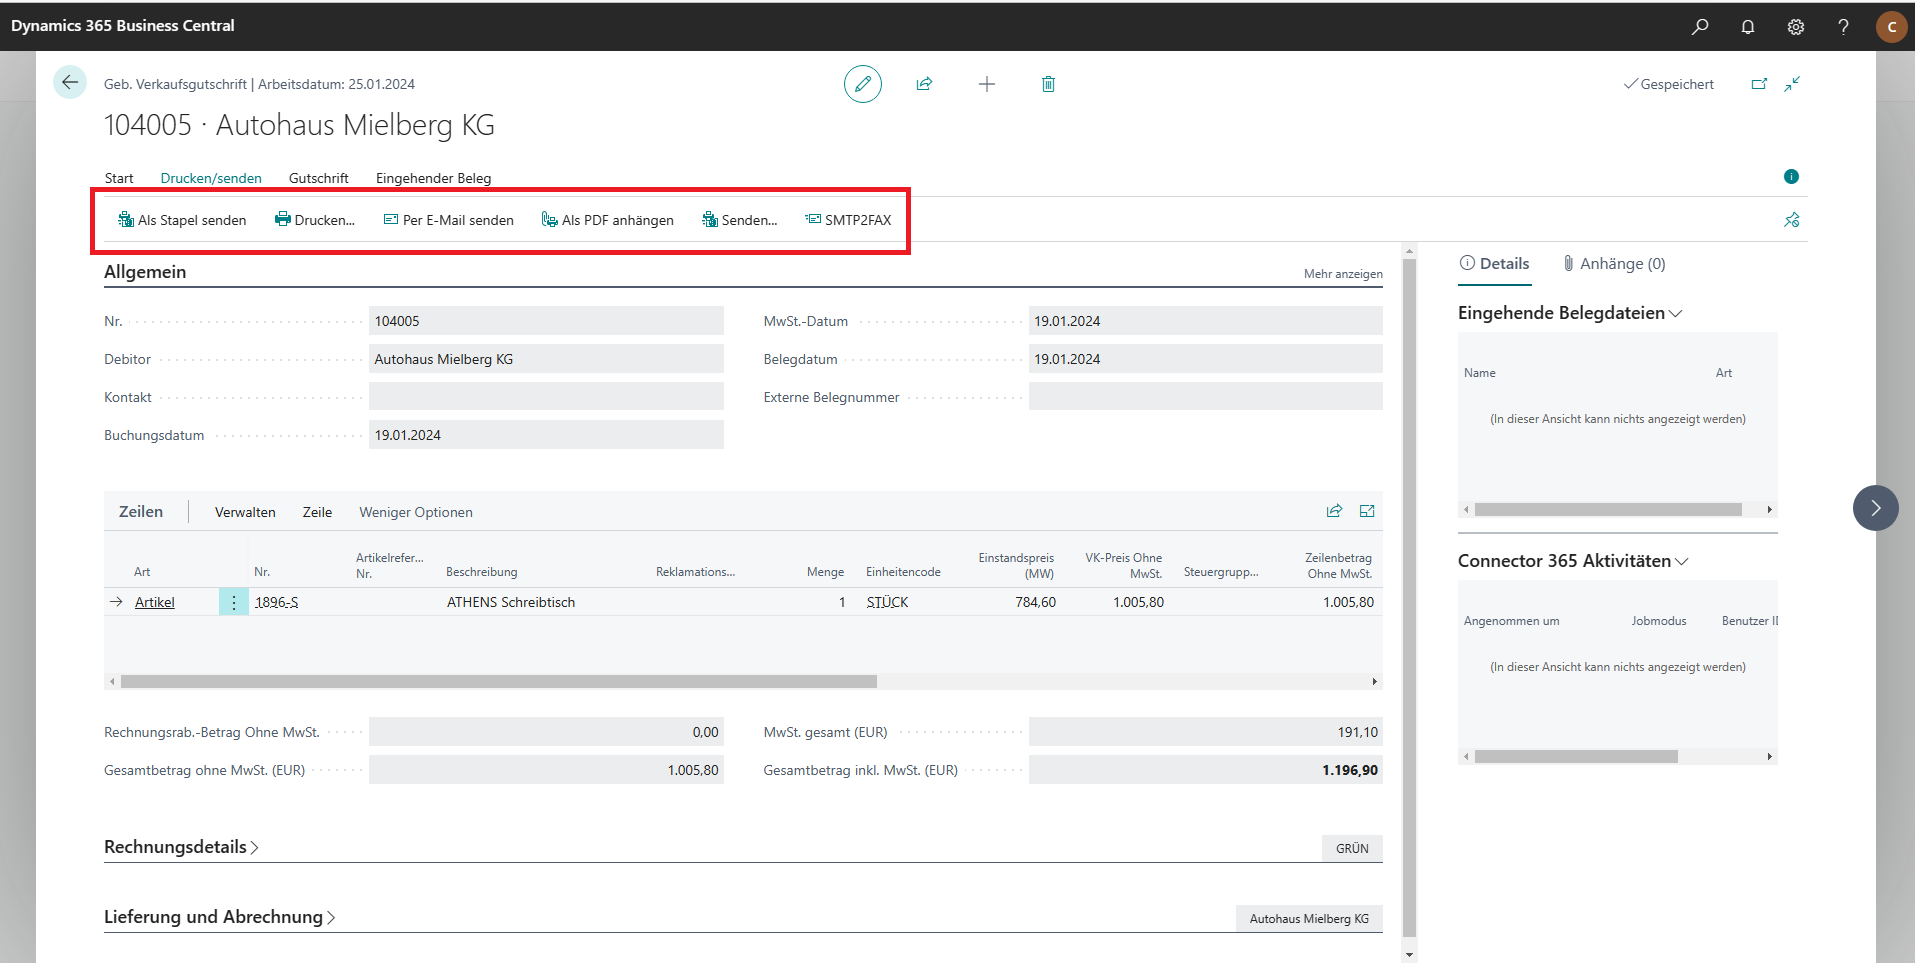 Dynamics 365 Business Central
C
Geb. Verkaufsgutschrift | Arbeitsdatum: 25.01.2024
Gespeichert
104005 · Autohaus Mielberg KG
Start Drucken/senden Gutschrift Eingehender Beleg
Als Stapel senden Drucken... Per E-Mail senden Als PDF anhängen Senden... SMTP2FAX
Allgemein
Mehr anzeigen
Nr. 104005
MwSt.-Datum 19.01.2024
Debitor Autohaus Mielberg KG
Belegdatum 19.01.2024
Kontakt
Externe Belegnummer
Buchungsdatum 19.01.2024
Zeilen Verwalten Zeile Weniger Optionen
Art Nr. Artikelrefer... Nr. Beschreibung Reklamations... Menge Einheitencode Einstandspreis (MW) VK-Preis Ohne MwSt. Steuergrupp... Zeilenbetrag Ohne MwSt.
Artikel 1896-S ATHENS Schreibtisch 1 STÜCK 784,60 1.005,80 1.005,80
Rechnungsrab.-Betrag Ohne MwSt. 0,00
MwSt. gesamt (EUR) 191,10
Gesamtbetrag ohne MwSt. (EUR) 1.005,80
Gesamtbetrag inkl. MwSt. (EUR) 1.196,90
Rechnungsdetails
GRÜN
Lieferung und Abrechnung
Autohaus Mielberg KG
Details Anhänge (0)
Eingehende Belegdateien
Name Art
(In dieser Ansicht kann nichts angezeigt werden)
Connector 365 Aktivitäten
Angenommen um Jobmodus Benutzer ID
(In dieser Ansicht kann nichts angezeigt werden)